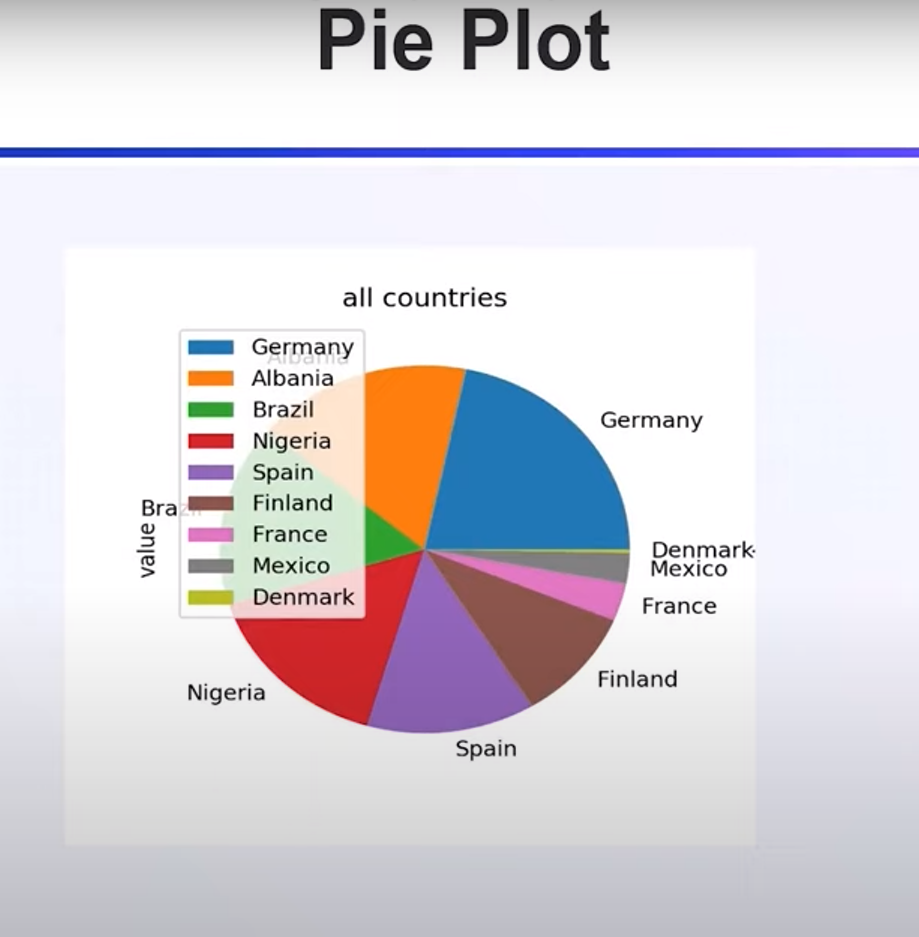 Pie Plot
all countries
Germany
Albania
Brazil
Nigeria
Spain
Finland
France
Mexico
Denmark
Albania
Brazil
value
Nigeria
Spain
Germany
Denmark
Mexico
France
Finland